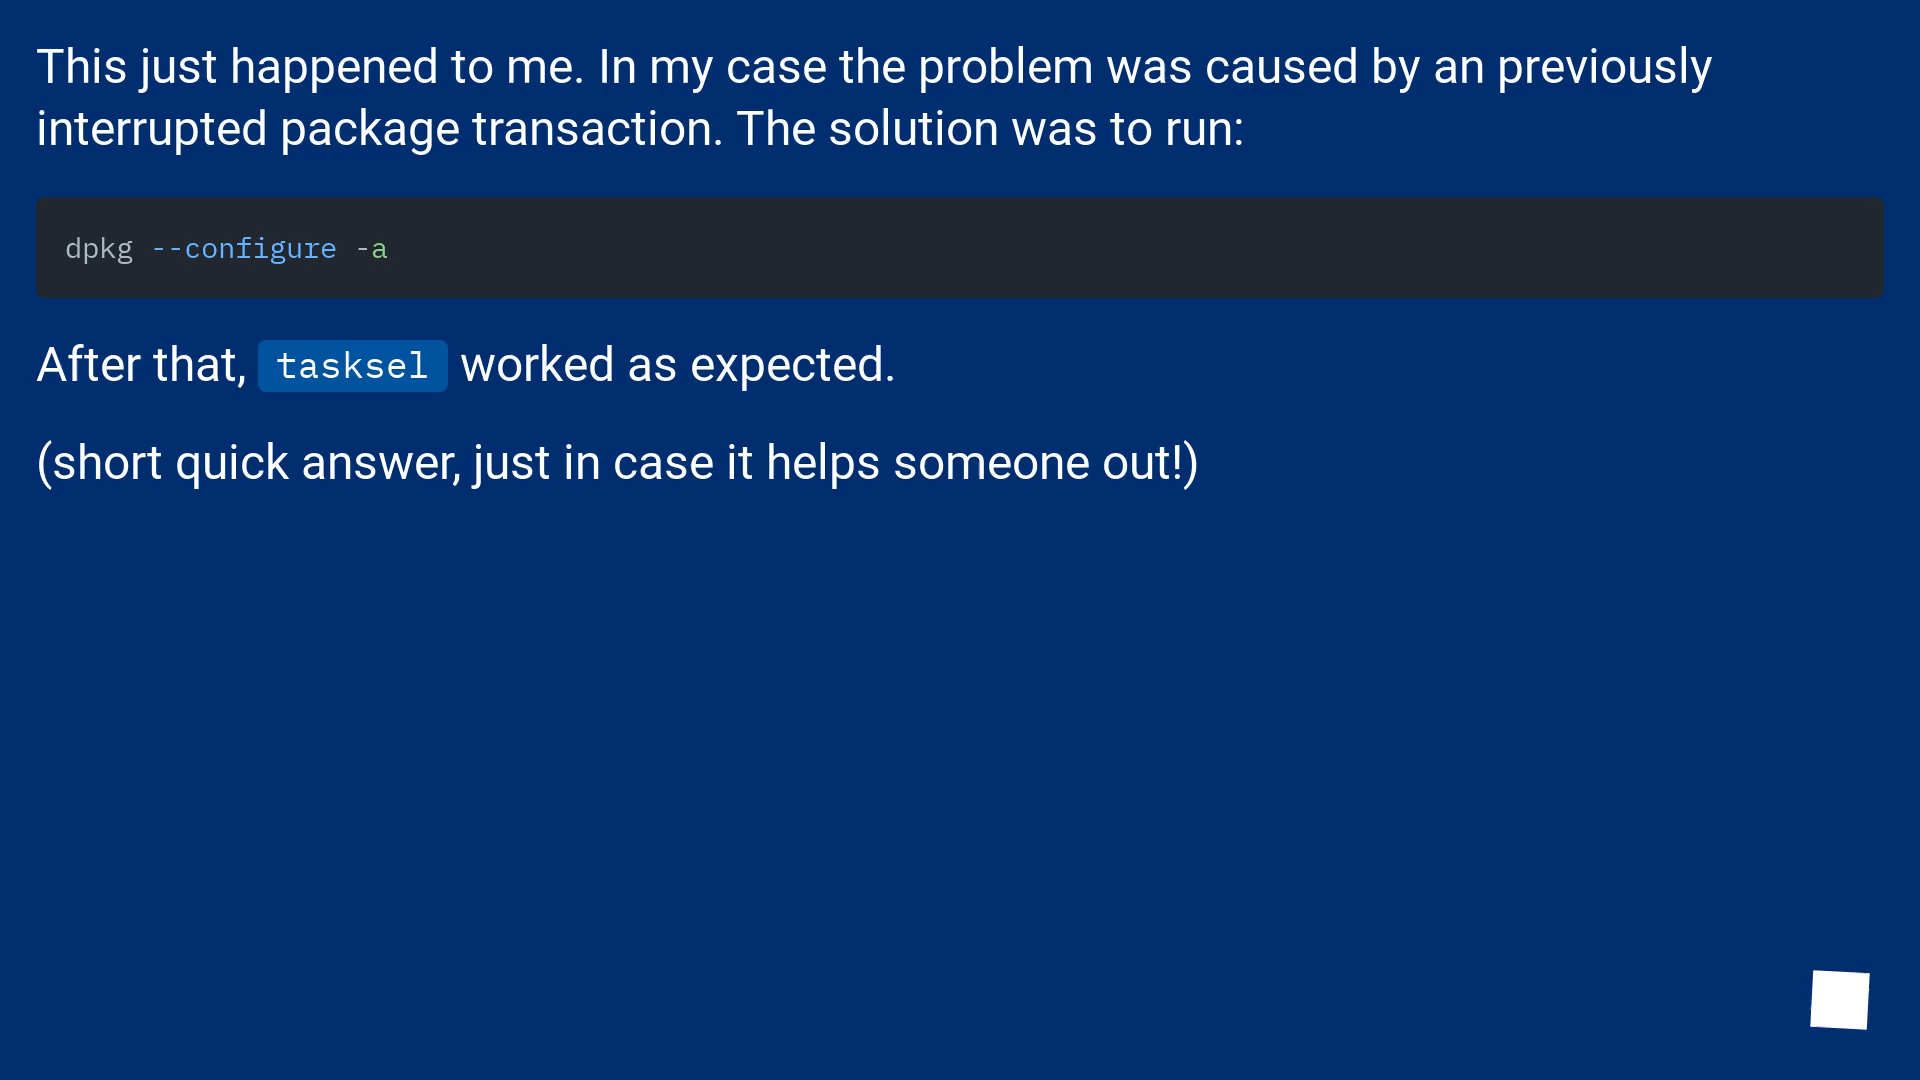 This just happened to me. In my case the problem was caused by an previously
interrupted package transaction. The solution was to run:
dpkg --configure -a
After that, tasksel worked as expected.
(short quick answer, just in case it helps someone out!)